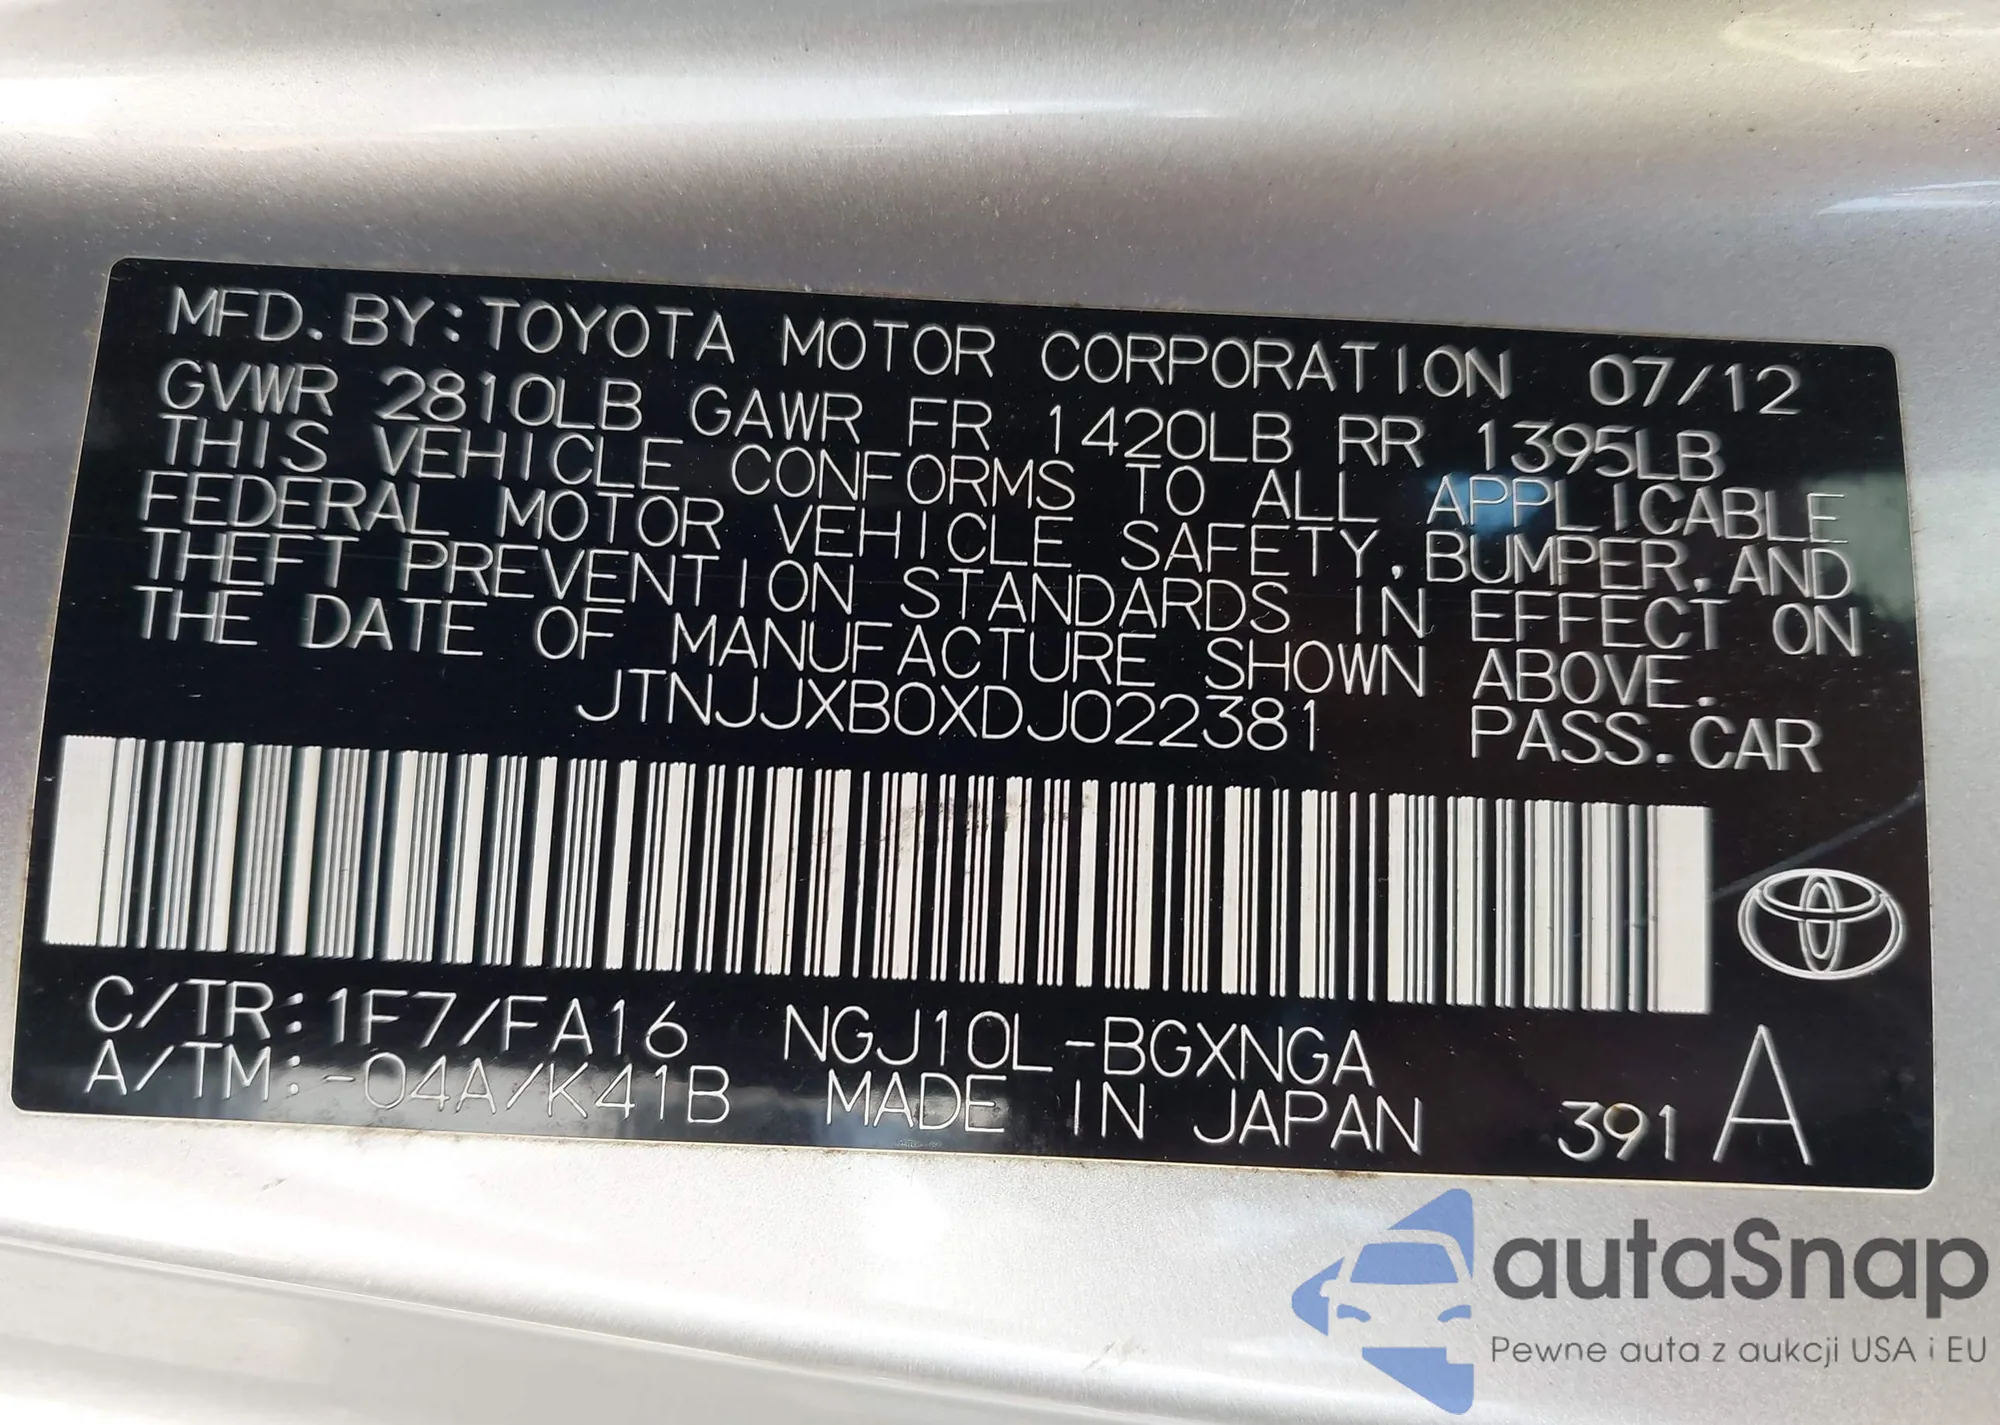 MFD. BY: TOYOTA MOTOR CORPORATION 07/12
GVWR 2810LB GAWR FR 1420LB RR 1395LB
THIS VEHICLE CONFORMS TO ALL APPLICABLE
FEDERAL MOTOR VEHICLE SAFETY, BUMPER, AND
THEFT PREVENTION STANDARDS IN EFFECT ON
THE DATE OF MANUFACTURE SHOWN ABOVE.
JTNJJXB0XDJ022381 PASS. CAR
C/TR: 1F7/FA16 NGJ10L-BGXNGA
A/TM: -04A/K41B MADE IN JAPAN 391 A
autaSnap
Pewne auta z aukcji USA i EU